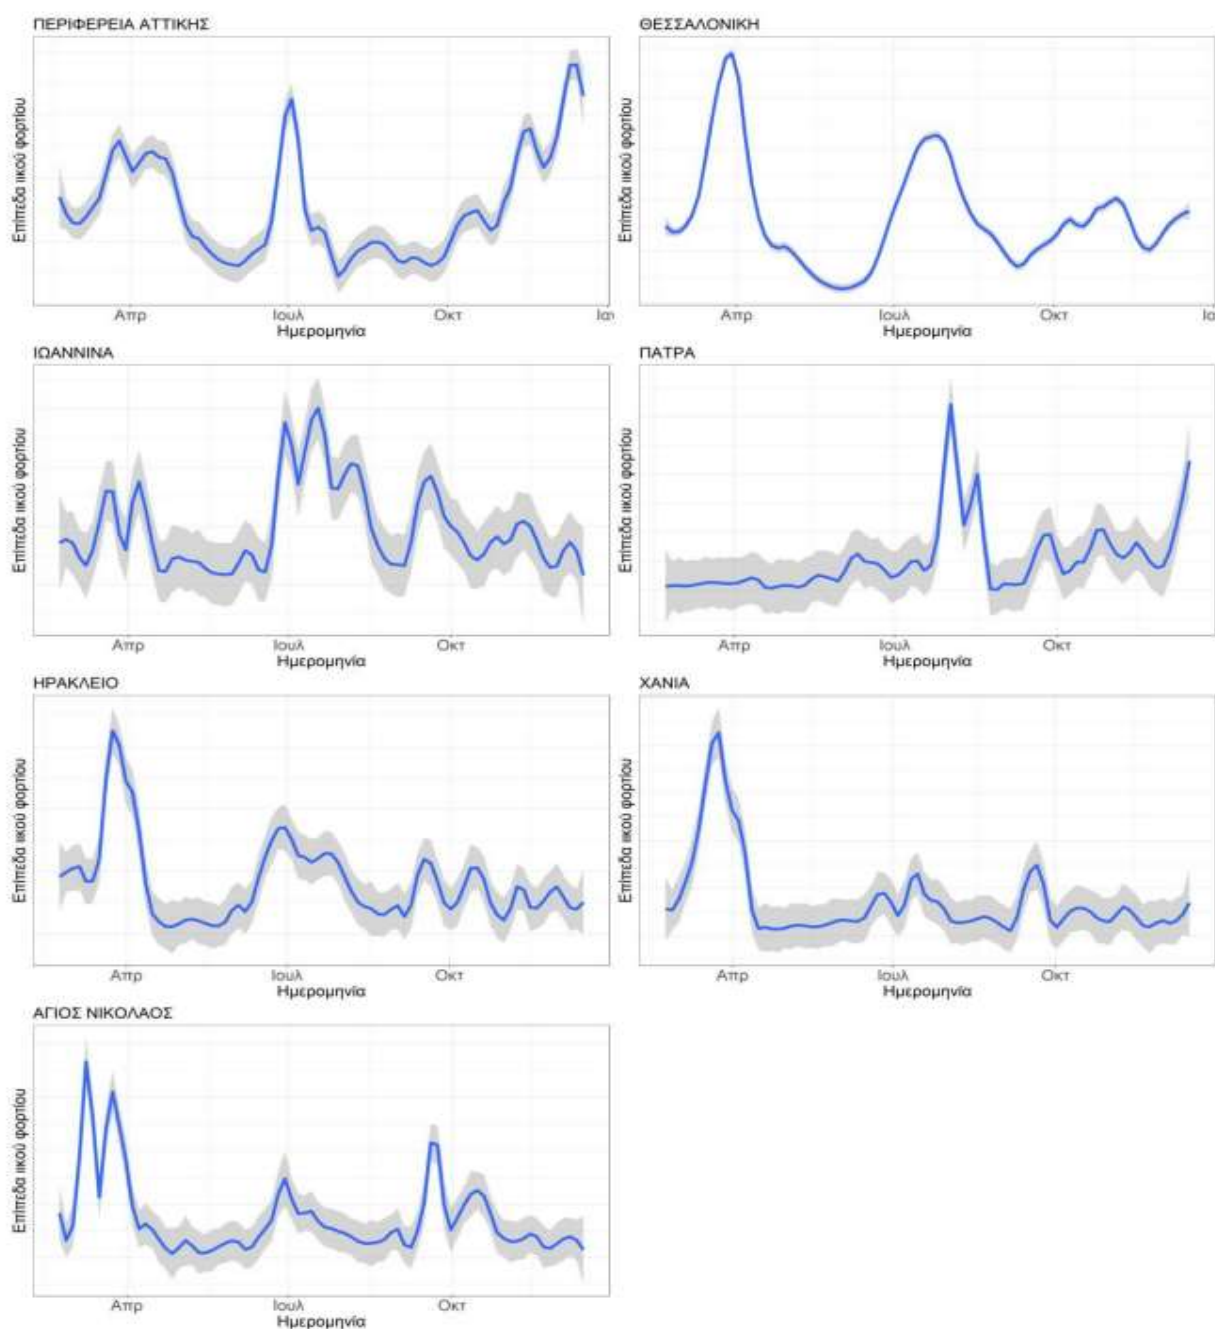 ΠΕΡΙΦΕΡΕΙΑ ΑΤΤΙΚΗΣ
Επίπεδα ιικού φορτίου
Απρ Ιουλ Οκτ Ιαν
Ημερομηνία
ΘΕΣΣΑΛΟΝΙΚΗ
Επίπεδα ιικού φορτίου
Απρ Ιουλ Οκτ Ια
Ημερομηνία
ΙΩΑΝΝΙΝΑ
Επίπεδα ιικού φορτίου
Απρ Ιουλ Οκτ
Ημερομηνία
ΠΑΤΡΑ
Επίπεδα ιικού φορτίου
Απρ Ιουλ Οκτ
Ημερομηνία
ΗΡΑΚΛΕΙΟ
Επίπεδα ιικού φορτίου
Απρ Ιουλ Οκτ
Ημερομηνία
ΧΑΝΙΑ
Επίπεδα ιικού φορτίου
Απρ Ιουλ Οκτ
Ημερομηνία
ΑΓΙΟΣ ΝΙΚΟΛΑΟΣ
Επίπεδα ιικού φορτίου
Απρ Ιουλ Οκτ
Ημερομηνία